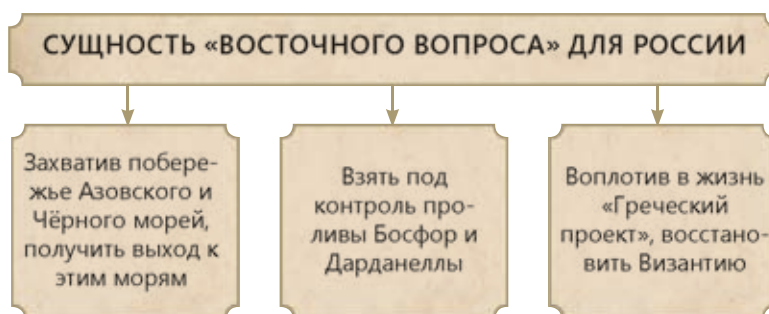 СУЩНОСТЬ «ВОСТОЧНОГО ВОПРОСА» ДЛЯ РОССИИ
Захватив побере-
жье Азовского и
Чёрного морей,
получить выход к
этим морям
Взять под
контроль про-
ливы Босфор и
Дарданеллы
Воплотив в жизнь
«Греческий
проект», восстано-
вить Византию